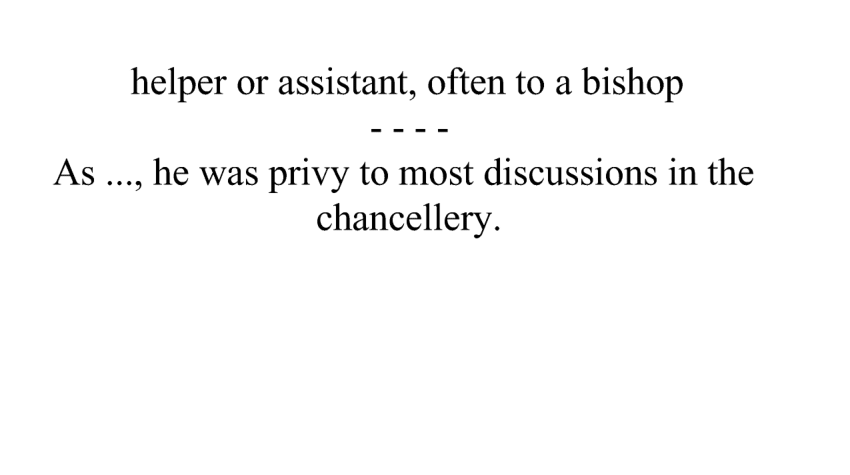 helper or assistant, often to a bishop
- - - -
As ..., he was privy to most discussions in the
chancellery.